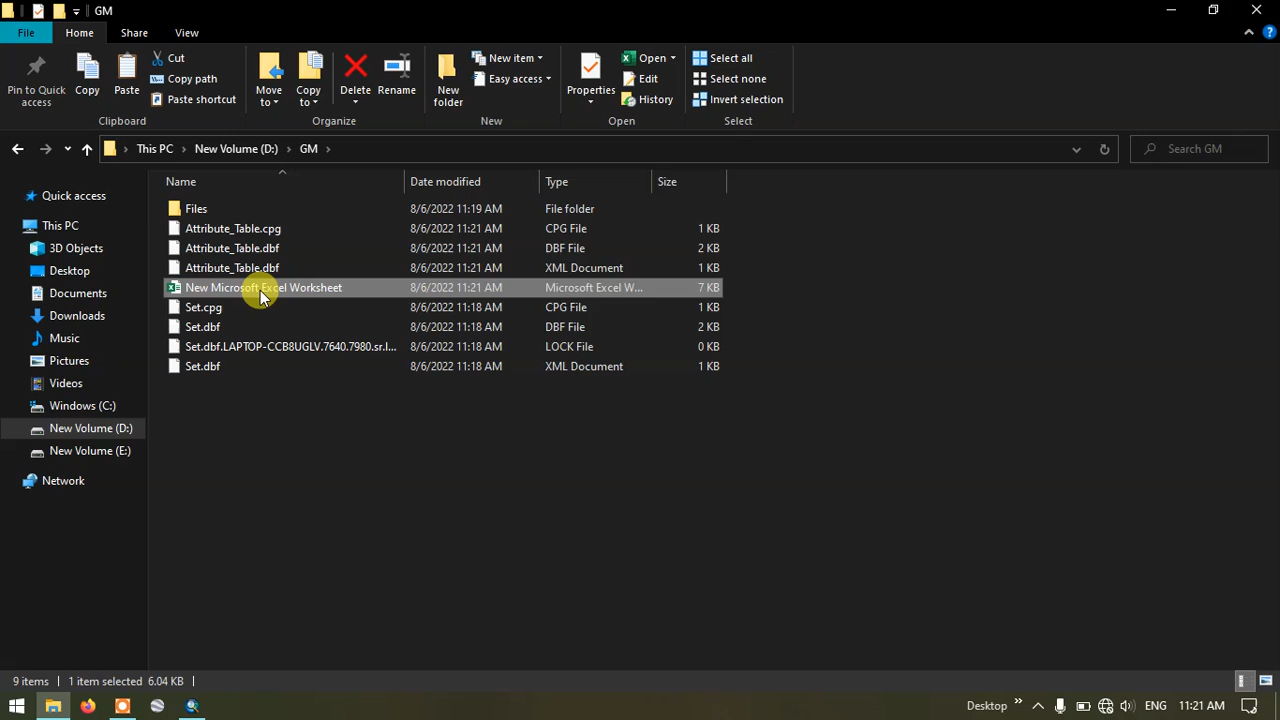 GM
File Home Share View
Pin to Quick access
Copy
Paste
Cut
Copy path
Paste shortcut
Clipboard
Move to
Copy to
Delete
Rename
Organize
New folder
New item
Easy access
New
Properties
Open
Edit
History
Open
Select all
Select none
Invert selection
Select
This PC > New Volume (D:) > GM >
Search GM
Name Date modified Type Size
Quick access
This PC
3D Objects
Desktop
Documents
Downloads
Music
Pictures
Videos
Windows (C:)
New Volume (D:)
New Volume (E:)
Network
Files 8/6/2022 11:19 AM File folder
Attribute_Table.cpg 8/6/2022 11:21 AM CPG File 1 KB
Attribute_Table.dbf 8/6/2022 11:21 AM DBF File 2 KB
Attribute_Table.dbf 8/6/2022 11:21 AM XML Document 1 KB
New Microsoft Excel Worksheet 8/6/2022 11:21 AM Microsoft Excel W... 7 KB
Set.cpg 8/6/2022 11:18 AM CPG File 1 KB
Set.dbf 8/6/2022 11:18 AM DBF File 2 KB
Set.dbf.LAPTOP-CCB8UGLV.7640.7980.sr.l... 8/6/2022 11:18 AM LOCK File 0 KB
Set.dbf 8/6/2022 11:18 AM XML Document 1 KB
9 items 1 item selected 6.04 KB
Desktop » ENG 11:21 AM